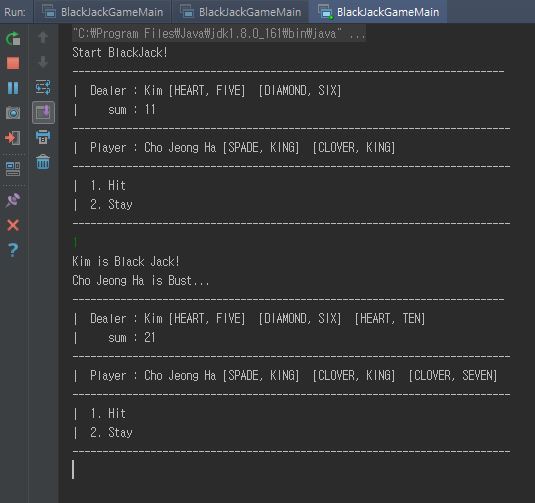 Run: BlackJackGameMain BlackJackGameMain BlackJackGameMain
"C:₩Program Files₩Java₩jdk1.8.0_161₩bin₩java" ...
Start BlackJack!
------------------------------------------------------------------------
| Dealer : Kim [HEART, FIVE] [DIAMOND, SIX]
| sum : 11
-------------------------------------------------------------------------
| Player : Cho Jeong Ha [SPADE, KING] [CLOVER, KING]
-------------------------------------------------------------------------
| 1. Hit
| 2. Stay
-------------------------------------------------------------------------
1
Kim is Black Jack!
Cho Jeong Ha is Bust...
------------------------------------------------------------------------
| Dealer : Kim [HEART, FIVE] [DIAMOND, SIX] [HEART, TEN]
| sum : 21
-------------------------------------------------------------------------
| Player : Cho Jeong Ha [SPADE, KING] [CLOVER, KING] [CLOVER, SEVEN]
-------------------------------------------------------------------------
| 1. Hit
| 2. Stay
-------------------------------------------------------------------------